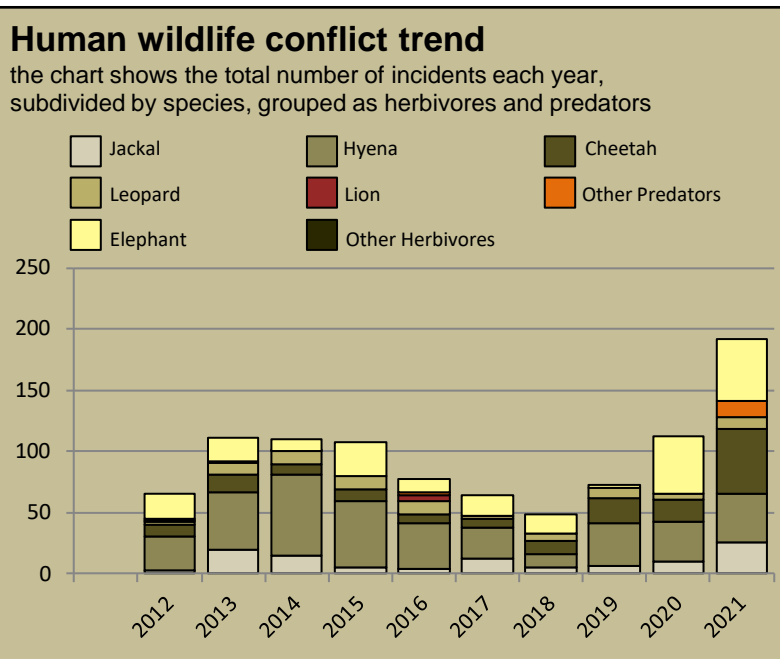 Human wildlife conflict trend
the chart shows the total number of incidents each year,
subdivided by species, grouped as herbivores and predators
Jackal Hyena Cheetah
Leopard Lion Other Predators
Elephant Other Herbivores
250
200
150
100
50
0
2012 2013 2014 2015 2016 2017 2018 2019 2020 2021